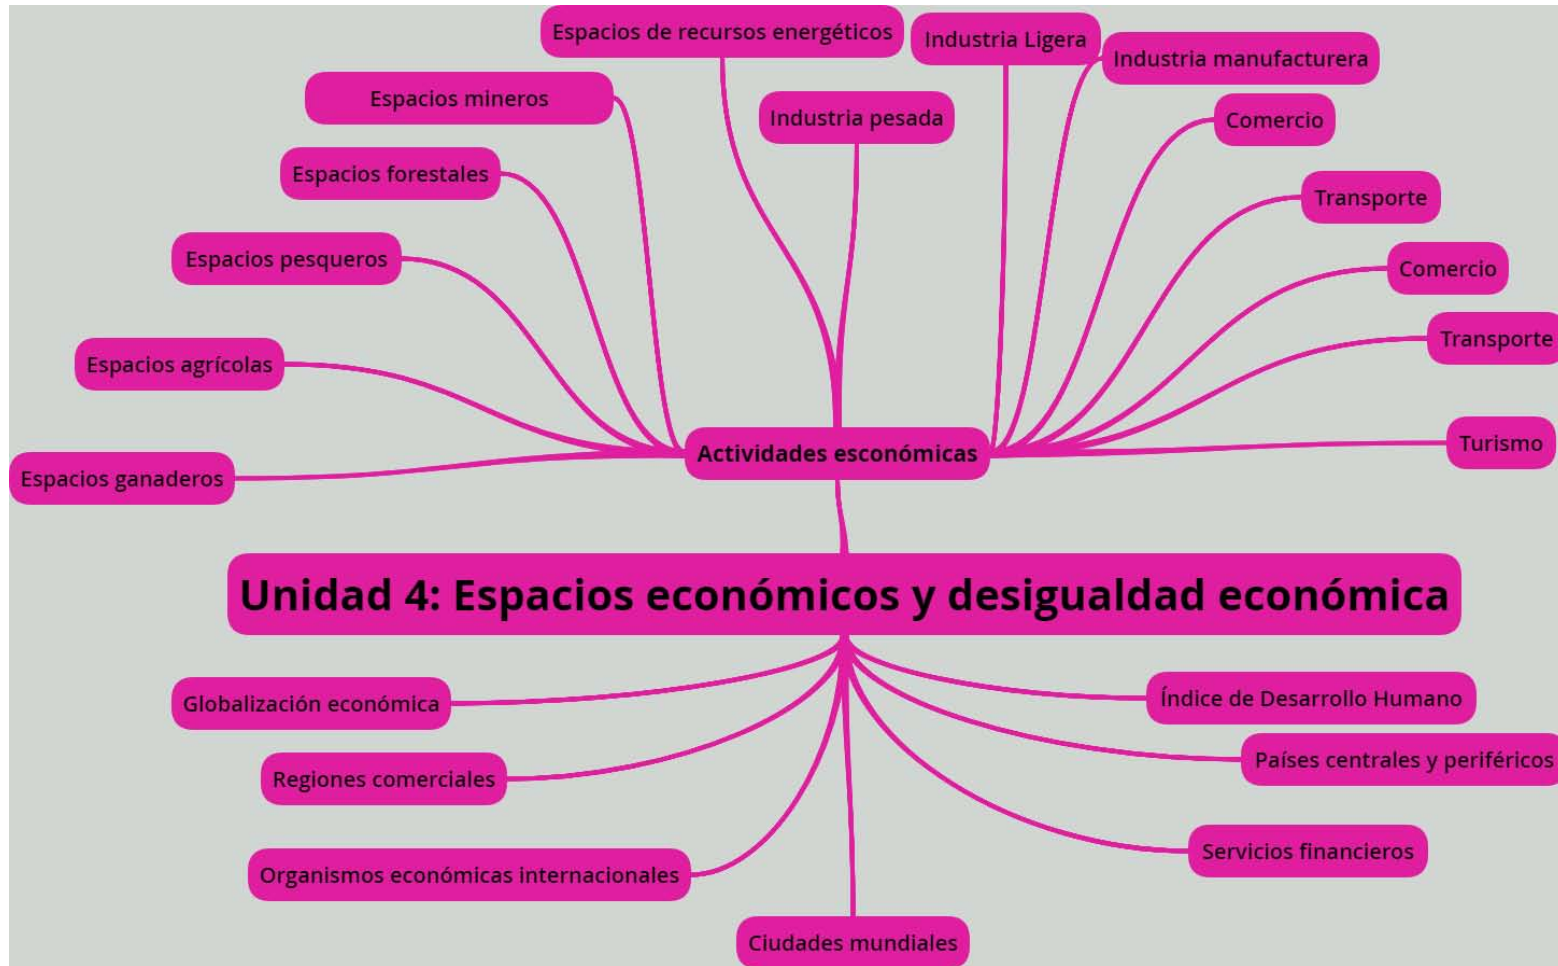 Espacios de recursos energéticos
Industria Ligera
Industria manufacturera
Espacios mineros
Industria pesada
Comercio
Espacios forestales
Transporte
Espacios pesqueros
Comercio
Transporte
Espacios agrícolas
Turismo
Actividades esconómicas
Espacios ganaderos
Unidad 4: Espacios económicos y desigualdad económica
Globalización económica
Índice de Desarrollo Humano
Regiones comerciales
Países centrales y periféricos
Servicios financieros
Organismos económicas internacionales
Ciudades mundiales